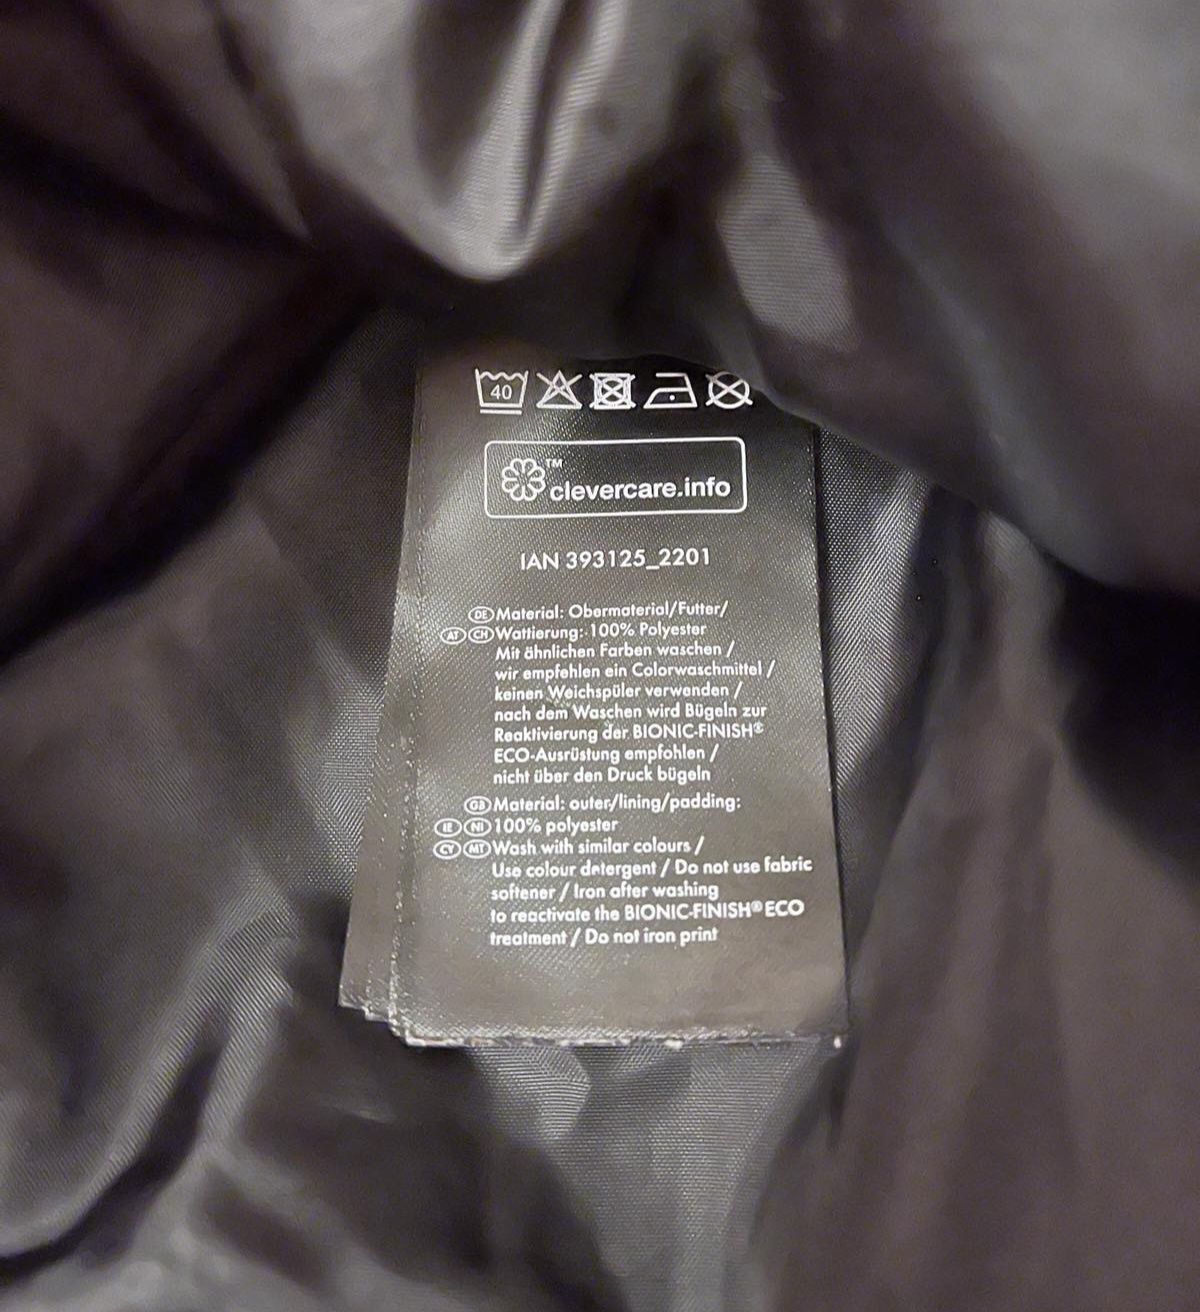 40
TM
clevercare.info
IAN 393125_2201
DE Material: Obermaterial/Futter/
AT CH Wattierung: 100% Polyester
Mit ähnlichen Farben waschen /
wir empfehlen ein Colorwaschmittel /
keinen Weichspüler verwenden /
nach dem Waschen wird Bügeln zur
Reaktivierung der BIONIC-FINISH®
ECO-Ausrüstung empfohlen /
nicht über den Druck bügeln
GB Material: outer/lining/padding:
IE NI 100% polyester
CY MT Wash with similar colours /
Use colour detergent / Do not use fabric
softener / Iron after washing
to reactivate the BIONIC-FINISH® ECO
treatment / Do not iron print